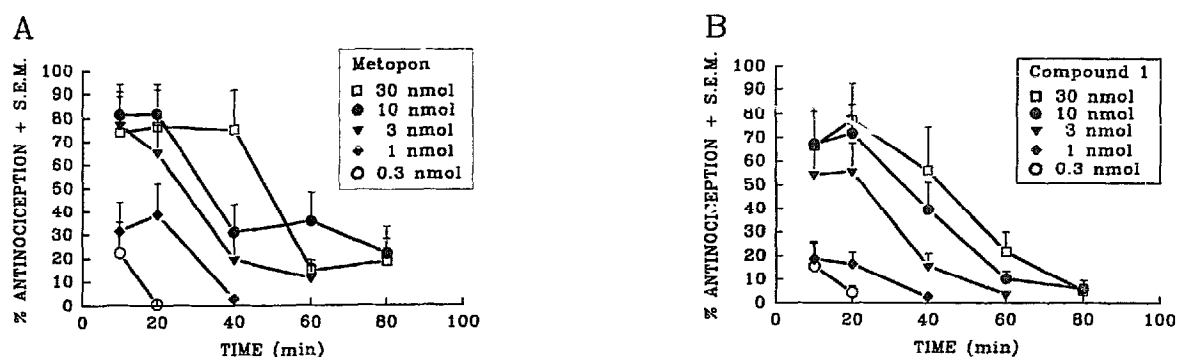 A
% ANTINOCICEPTION + S.E.M.
100
90
80
70
60
50
40
30
20
10
0
0 20 40 60 80 100
TIME (min)
Metopon
30 nmol
10 nmol
3 nmol
1 nmol
0.3 nmol
B
% ANTINOCICEPTION + S.E.M.
100
90
80
70
60
50
40
30
20
10
0
0 20 40 60 80 100
TIME (min)
Compound 1
30 nmol
10 nmol
3 nmol
1 nmol
0.3 nmol